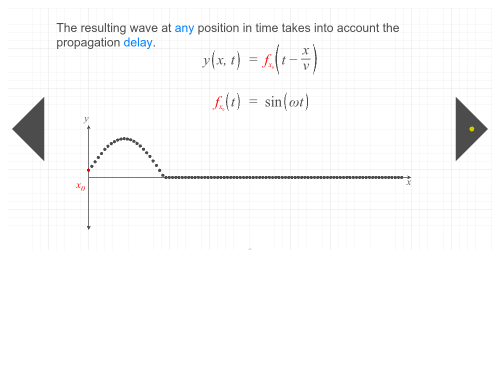 The resulting wave at any position in time takes into account the
propagation delay.
y(x, t) = fₓ₀(t − x/v)
fₓ₀(t) = sin(ωt)
y
x₀
x